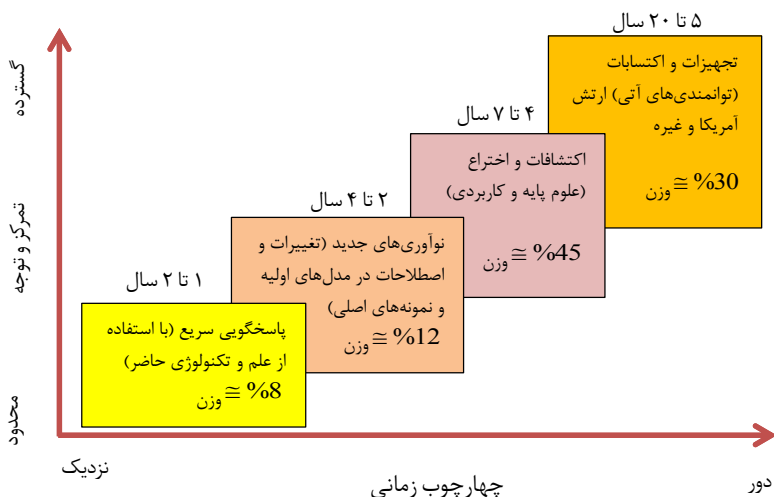 ۵ تا ۲۰ سال
تجهیزات و اکتسابات
(توانمندی‌های آتی) ارتش
آمریکا و غیره
وزن ≅ %30
۴ تا ۷ سال
اکتشافات و اختراع
(علوم پایه و کاربردی)
وزن ≅ %45
۲ تا ۴ سال
نوآوری‌های جدید (تغییرات و
اصطلاحات در مدل‌های اولیه
و نمونه‌های اصلی)
وزن ≅ %12
۱ تا ۲ سال
پاسخگویی سریع (با استفاده
از علم و تکنولوژی حاضر)
وزن ≅ %8
گسترده
تمرکز و توجه
محدود
نزدیک
چهارچوب زمانی
دور